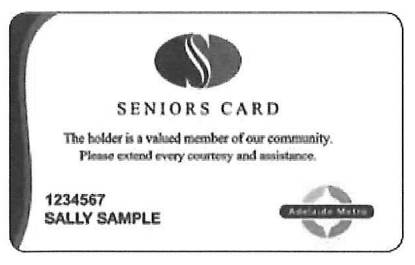 SENIORS CARD
The holder is a valued member of our community.
Please extend every courtesy and assistance.
1234567
SALLY SAMPLE
Adelaide Metro